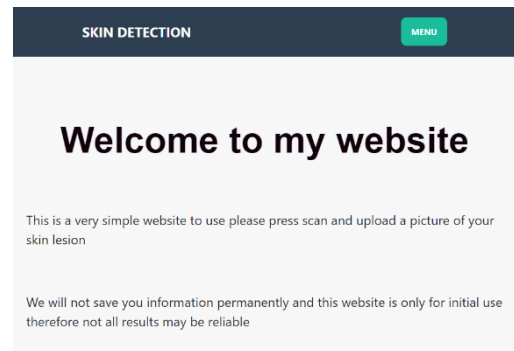 SKIN DETECTION
MENU
Welcome to my website
This is a very simple website to use please press scan and upload a picture of your
skin lesion
We will not save you information permanently and this website is only for initial use
therefore not all results may be reliable